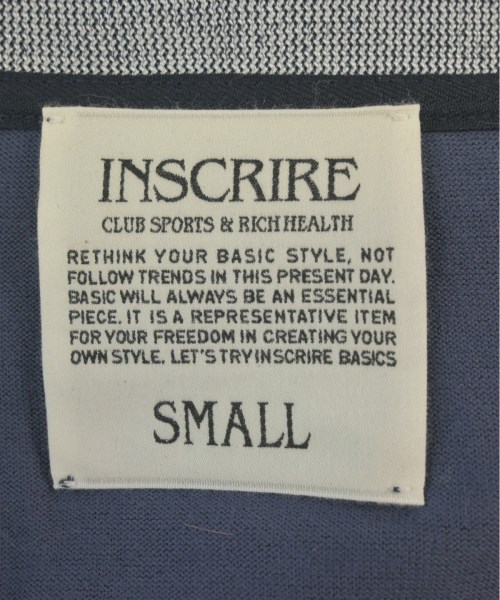 INSCRIRE
CLUB SPORTS & RICH HEALTH
RETHINK YOUR BASIC STYLE, NOT
FOLLOW TRENDS IN THIS PRESENT DAY.
BASIC WILL ALWAYS BE AN ESSENTIAL
PIECE. IT IS A REPRESENTATIVE ITEM
FOR YOUR FREEDOM IN CREATING YOUR
OWN STYLE. LET'S TRY INSCRIRE BASICS
SMALL